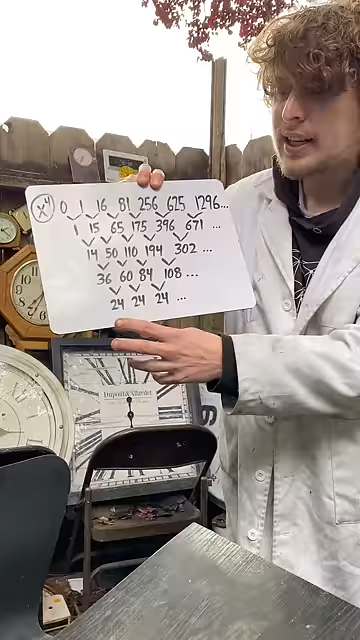 x⁴ 0 1 16 81 256 625 1296...
1 15 65 175 396 671 ...
14 50 110 194 302 ...
36 60 84 108 ...
24 24 24 ...